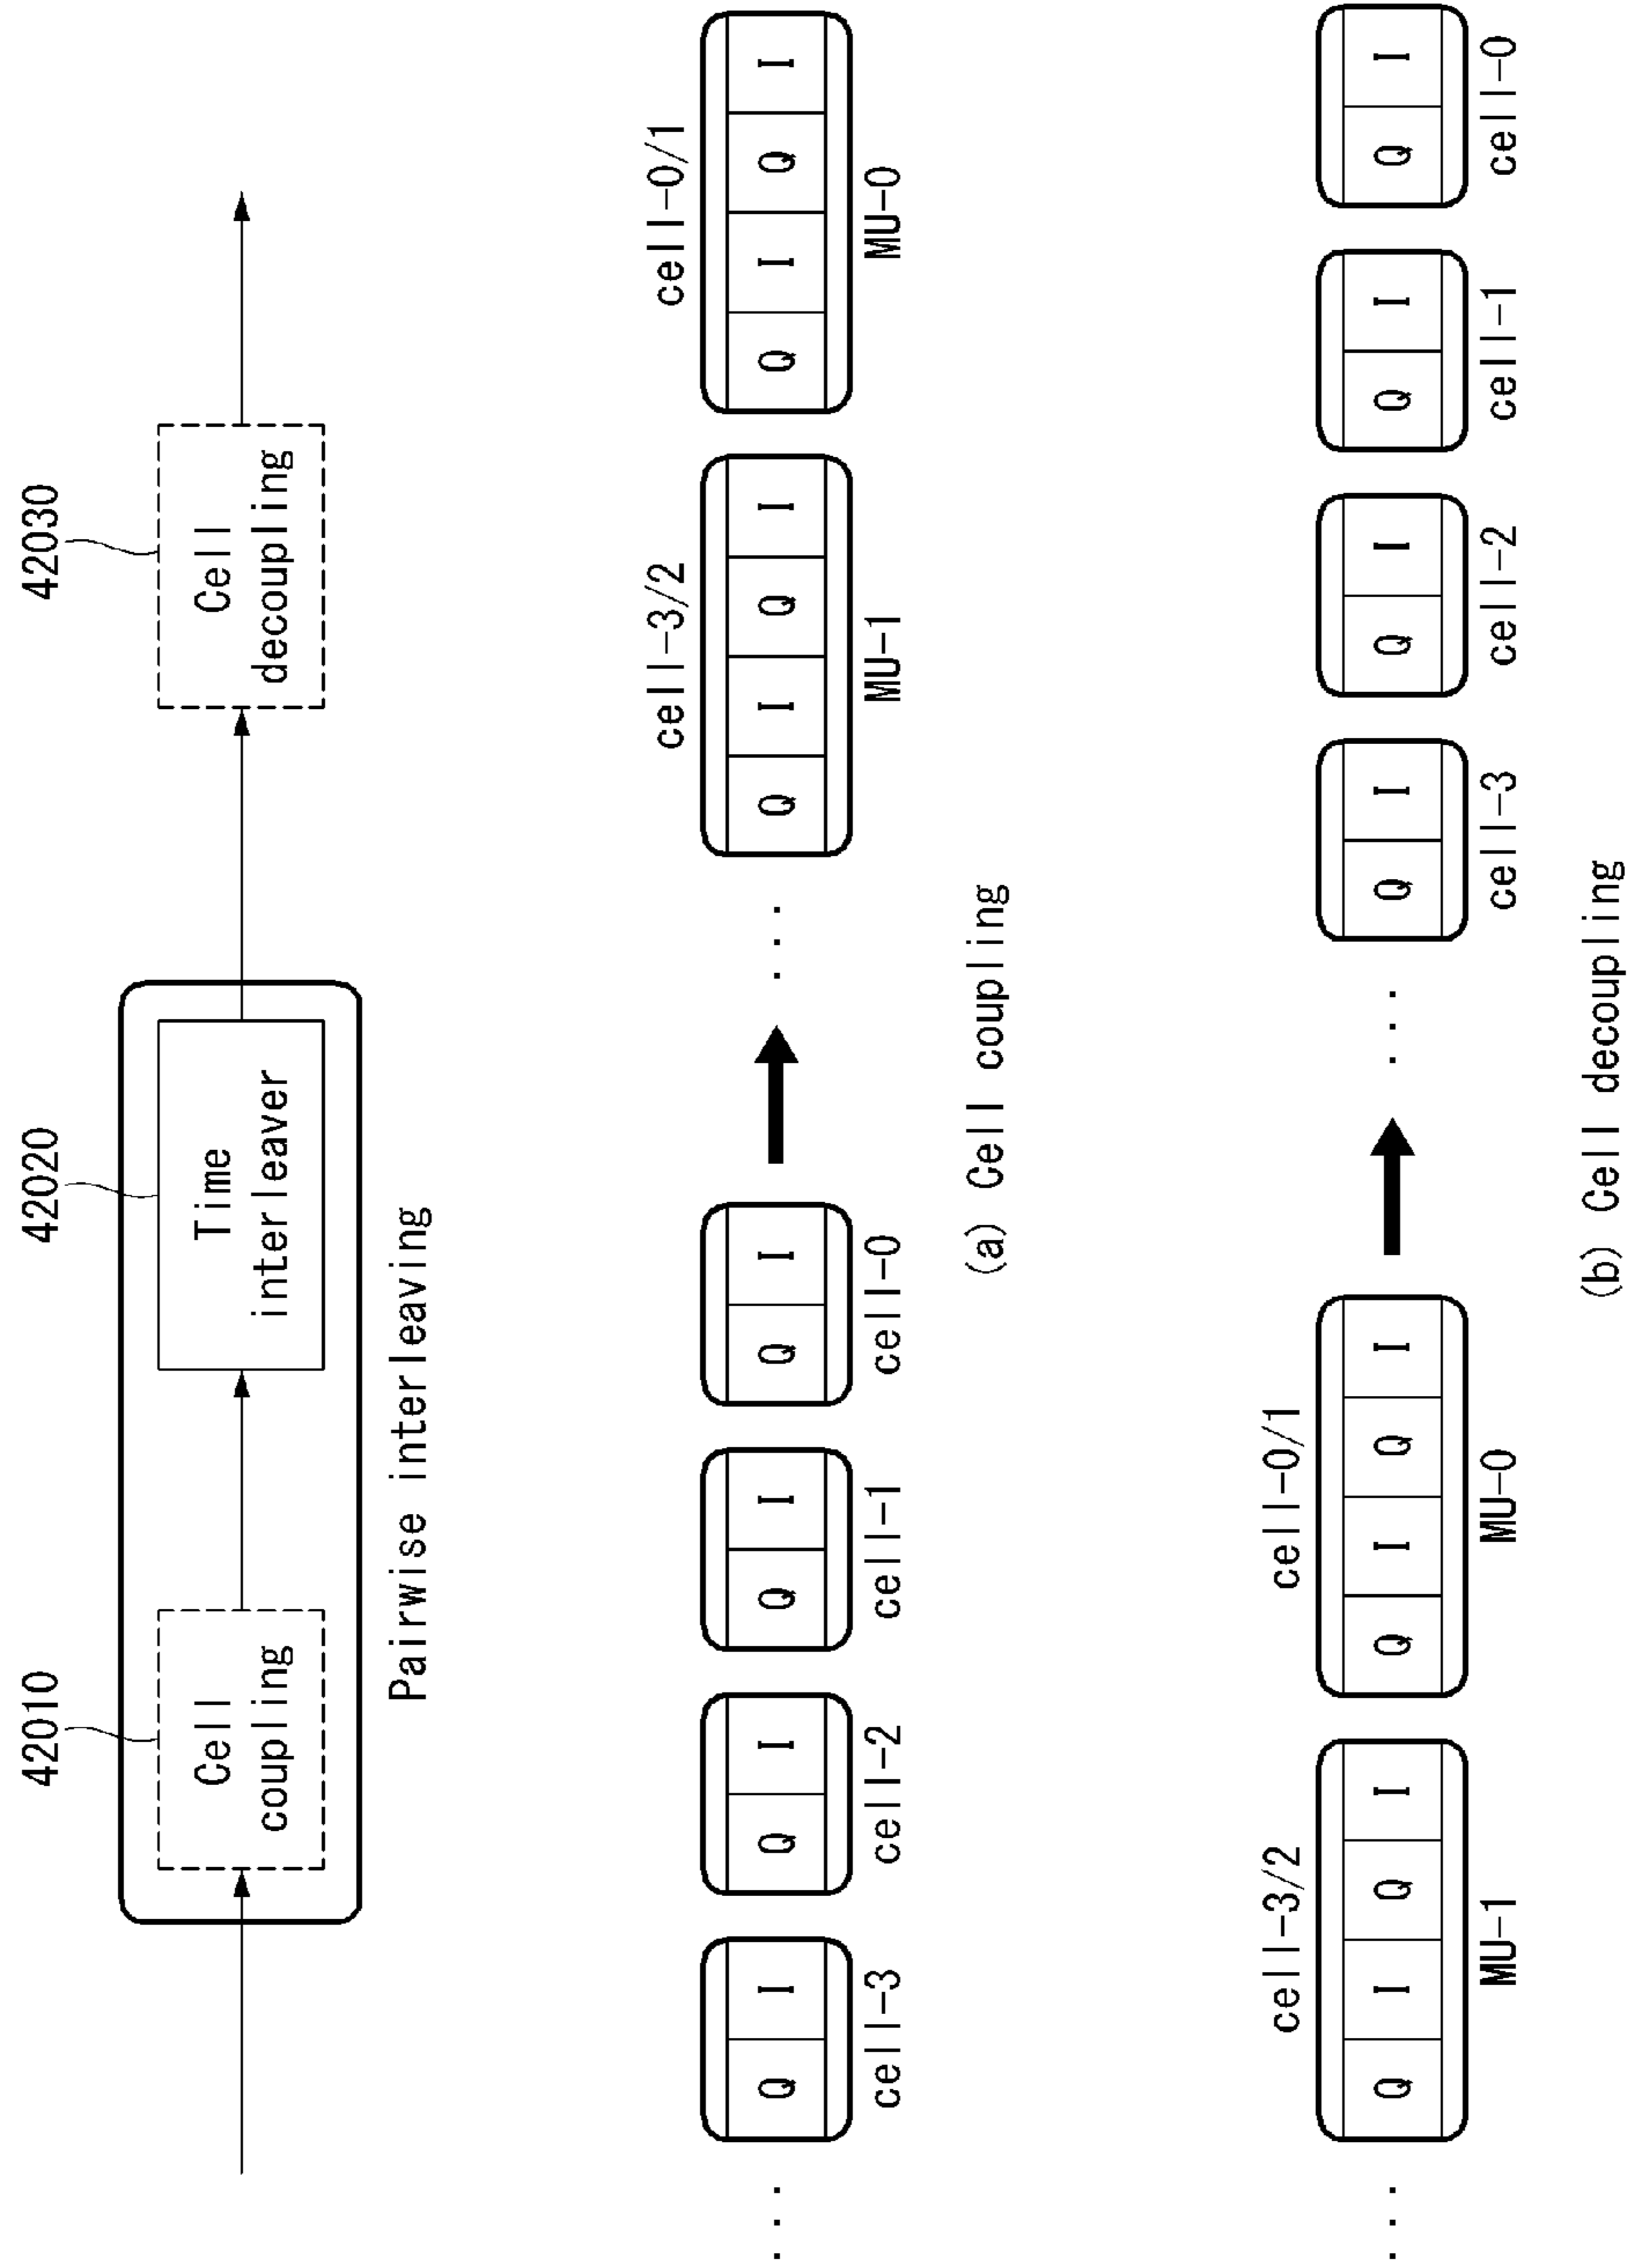 42010
42020
42030
Cell
coupling
Time
interleaver
Cell
decoupling
Pairwise interleaving
cell-3/2
cell-0/1
. . .
Q I
Q I
Q I
Q I
. . .
Q I Q I
Q I Q I
cell-3
cell-2
cell-1
cell-0
MU-1
MU-0
(a) Cell coupling
cell-3/2
cell-0/1
. . .
Q I Q I
Q I Q I
. . .
Q I
Q I
Q I
Q I
MU-1
MU-0
cell-3
cell-2
cell-1
cell-0
(b) Cell decoupling